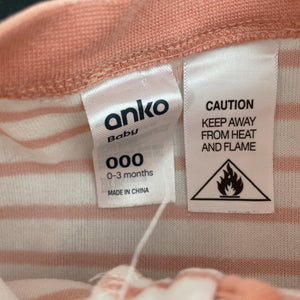 anko
Baby
000
0-3 months
MADE IN CHINA
CAUTION
KEEP AWAY
FROM HEAT
AND FLAME